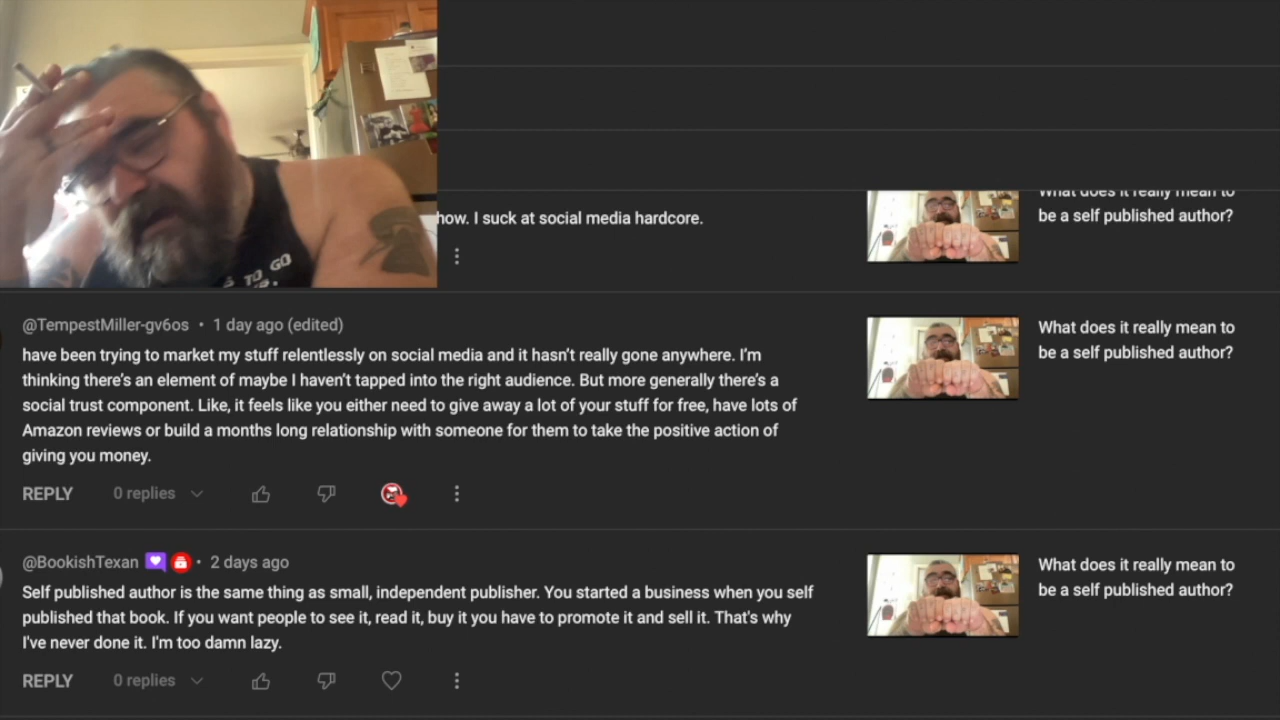 TO GO
how. I suck at social media hardcore.
What does it really mean to
be a self published author?
@TempestMiller-gv6os • 1 day ago (edited)
have been trying to market my stuff relentlessly on social media and it hasn’t really gone anywhere. I’m
thinking there’s an element of maybe I haven’t tapped into the right audience. But more generally there’s a
social trust component. Like, it feels like you either need to give away a lot of your stuff for free, have lots of
Amazon reviews or build a months long relationship with someone for them to take the positive action of
giving you money.
REPLY 0 replies
What does it really mean to
be a self published author?
@BookishTexan • 2 days ago
Self published author is the same thing as small, independent publisher. You started a business when you self
published that book. If you want people to see it, read it, buy it you have to promote it and sell it. That's why
I've never done it. I'm too damn lazy.
REPLY 0 replies
What does it really mean to
be a self published author?